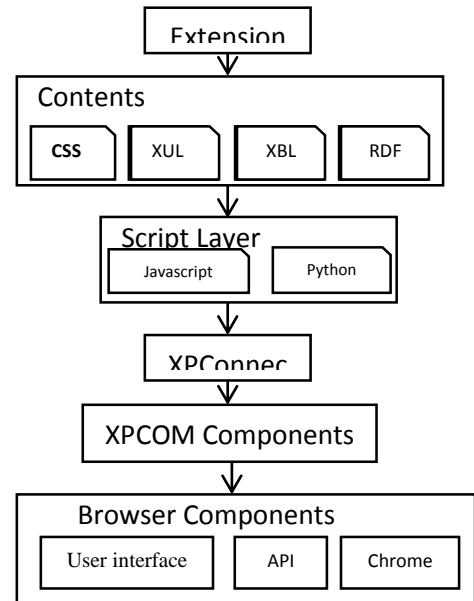 Extension
Contents
CSS XUL XBL RDF
Script Layer
Javascript Python
XPConnec
XPCOM Components
Browser Components
User interface API Chrome